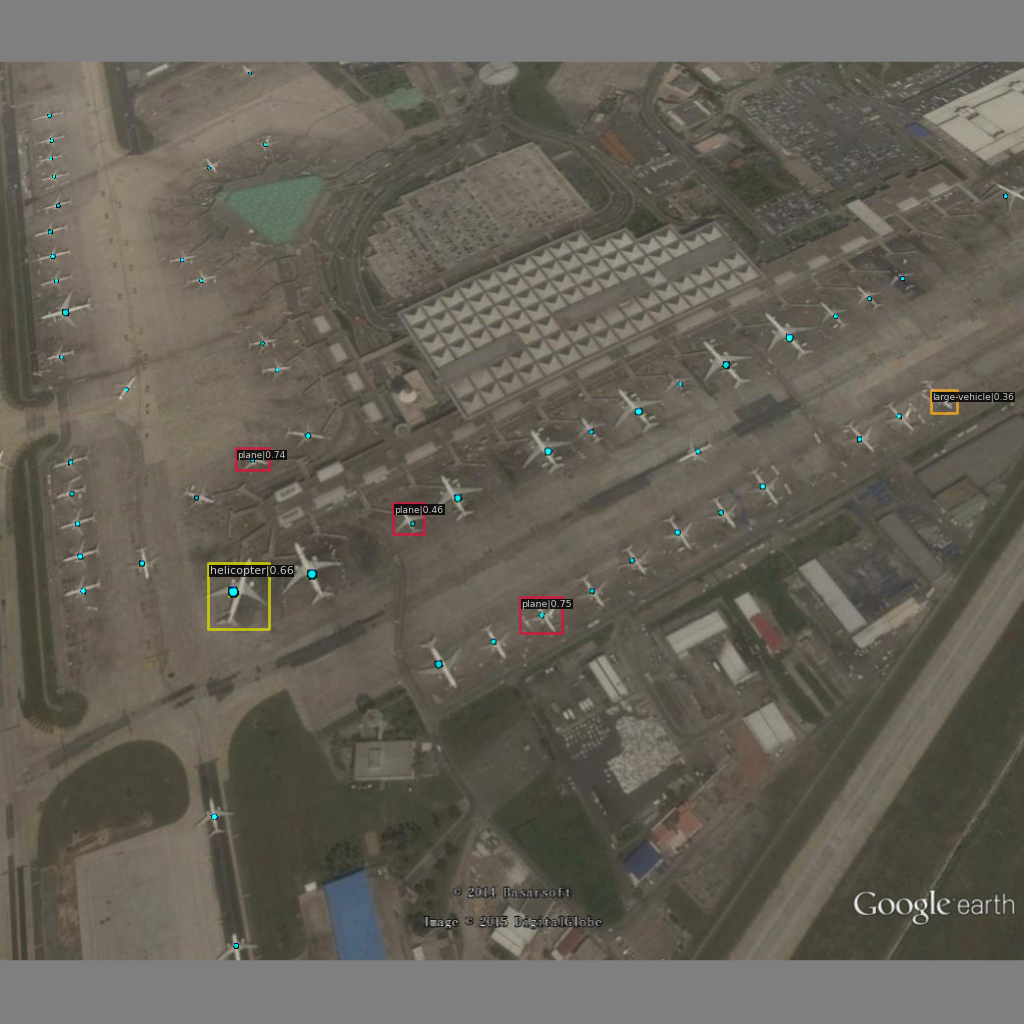 large-vehicle|0.36
plane|0.74
plane|0.46
helicopter|0.66
plane|0.75
© 2014 Basarsoft
Image © 2015 DigitalGlobe
Google earth